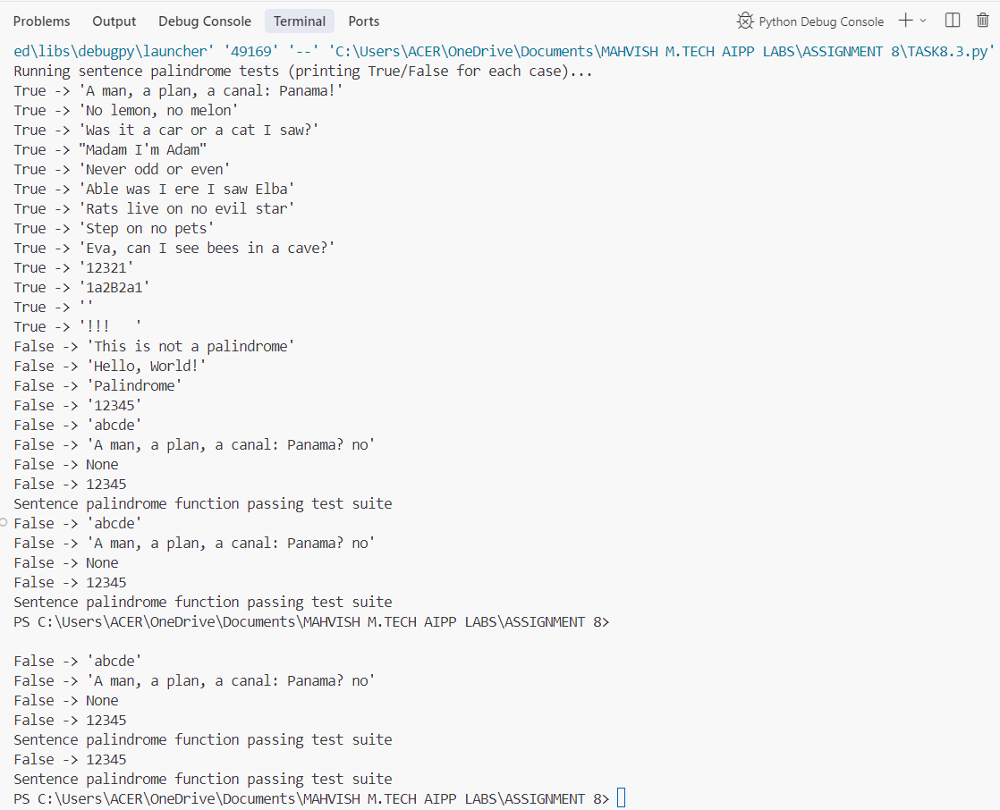 Problems Output Debug Console Terminal Ports Python Debug Console
ed\libs\debugpy\launcher' '49169' '--' 'C:\Users\ACER\OneDrive\Documents\MAHVISH M.TECH AIPP LABS\ASSIGNMENT 8\TASK8.3.py'
Running sentence palindrome tests (printing True/False for each case)...
True -> 'A man, a plan, a canal: Panama!'
True -> 'No lemon, no melon'
True -> 'Was it a car or a cat I saw?'
True -> "Madam I'm Adam"
True -> 'Never odd or even'
True -> 'Able was I ere I saw Elba'
True -> 'Rats live on no evil star'
True -> 'Step on no pets'
True -> 'Eva, can I see bees in a cave?'
True -> '12321'
True -> '1a2B2a1'
True -> ''
True -> '!!!   '
False -> 'This is not a palindrome'
False -> 'Hello, World!'
False -> 'Palindrome'
False -> '12345'
False -> 'abcde'
False -> 'A man, a plan, a canal: Panama? no'
False -> None
False -> 12345
Sentence palindrome function passing test suite
False -> 'abcde'
False -> 'A man, a plan, a canal: Panama? no'
False -> None
False -> 12345
Sentence palindrome function passing test suite
PS C:\Users\ACER\OneDrive\Documents\MAHVISH M.TECH AIPP LABS\ASSIGNMENT 8>
False -> 'abcde'
False -> 'A man, a plan, a canal: Panama? no'
False -> None
False -> 12345
Sentence palindrome function passing test suite
False -> 12345
Sentence palindrome function passing test suite
PS C:\Users\ACER\OneDrive\Documents\MAHVISH M.TECH AIPP LABS\ASSIGNMENT 8>